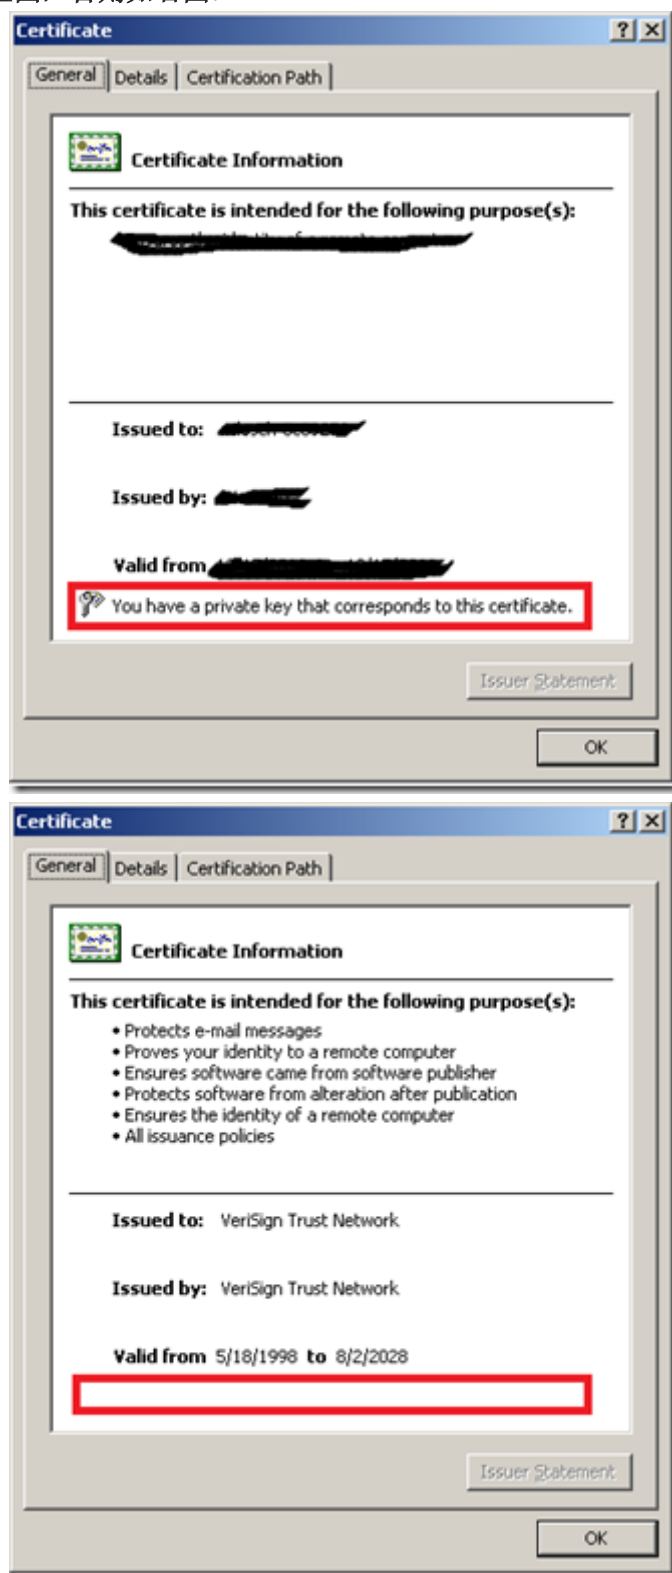 Certificate
General Details Certification Path
Certificate Information
This certificate is intended for the following purpose(s):
Issued to:
Issued by:
Valid from
You have a private key that corresponds to this certificate.
Issuer Statement
OK
Certificate
General Details Certification Path
Certificate Information
This certificate is intended for the following purpose(s):
• Protects e-mail messages
• Proves your identity to a remote computer
• Ensures software came from software publisher
• Protects software from alteration after publication
• Ensures the identity of a remote computer
• All issuance policies
Issued to: VeriSign Trust Network
Issued by: VeriSign Trust Network
Valid from 5/18/1998 to 8/2/2028
Issuer Statement
OK